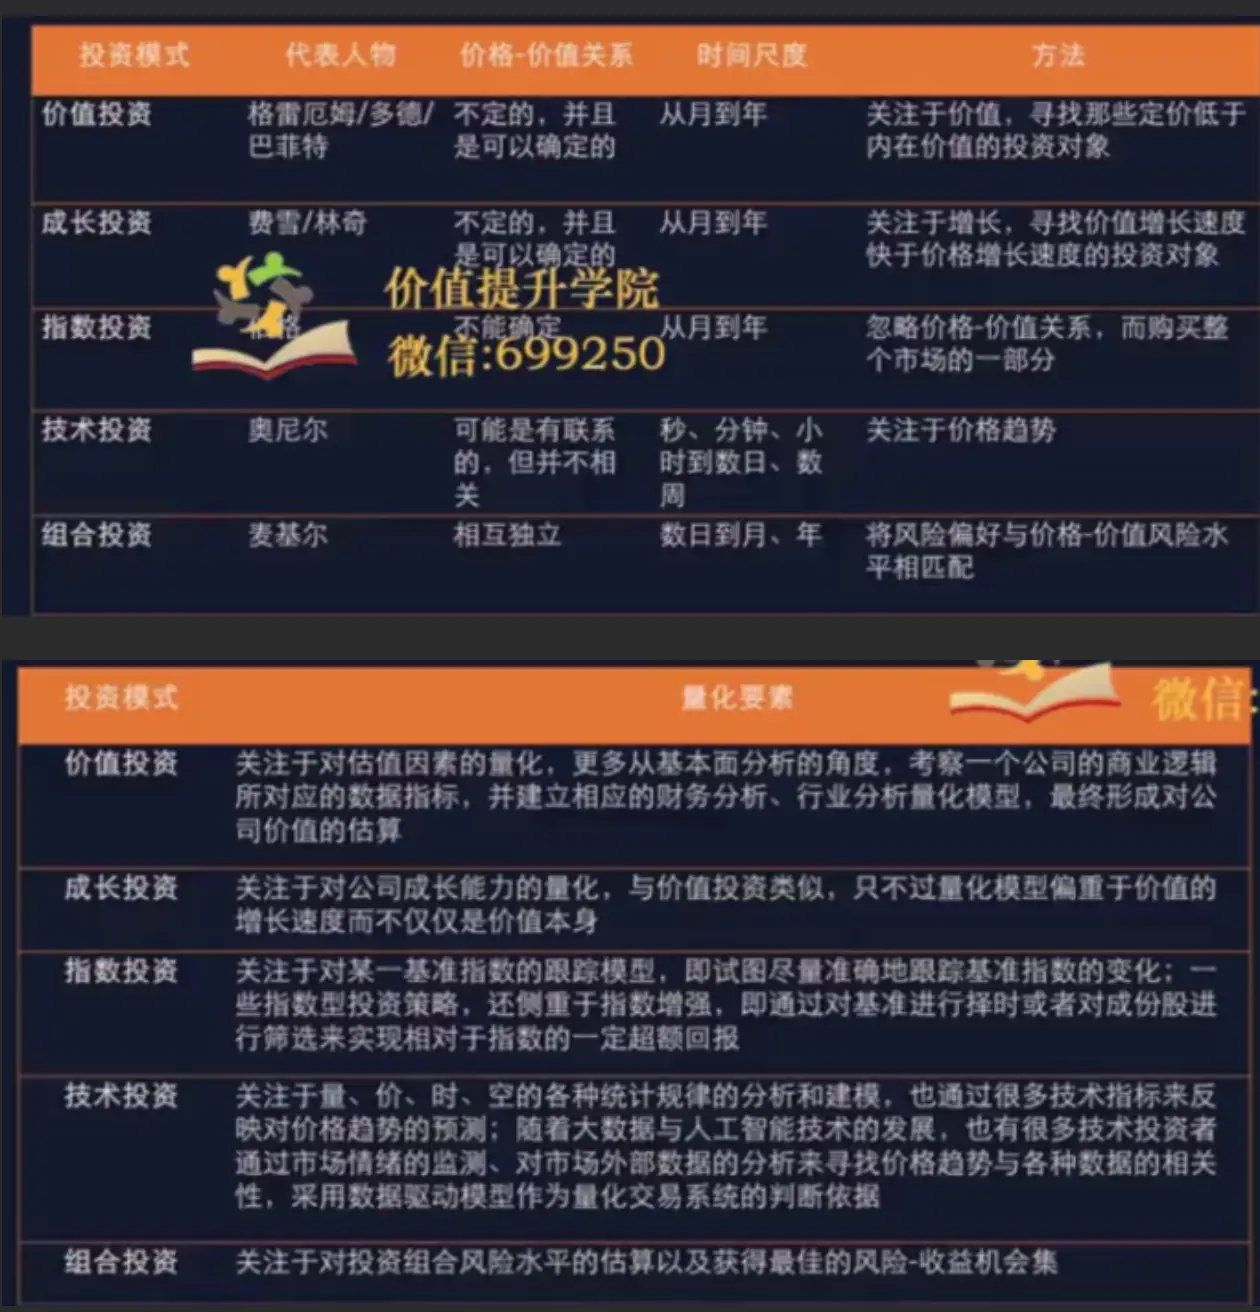 投资模式 代表人物 价格-价值关系 时间尺度 方法
价值投资 格雷厄姆/多德/ 不定的，并且 从月到年 关注于价值，寻找那些定价低于
巴菲特 是可以确定的 内在价值的投资对象
成长投资 费雪/林奇 不定的，并且 从月到年 关注于增长，寻找价值增长速度
是可以确定的 快于价格增长速度的投资对象
价值提升学院
指数投资 不能确定 从月到年 忽略价格-价值关系，而购买整
微信:699250 个市场的一部分
技术投资 奥尼尔 可能是有联系 秒、分钟、小 关注于价格趋势
的，但并不相 时到数日、数
关 周
组合投资 麦基尔 相互独立 数日到月、年 将风险偏好与价格-价值风险水
平相匹配
投资模式 量化要素 微信:
价值投资 关注于对估值因素的量化，更多从基本面分析的角度，考察一个公司的商业逻辑
所对应的数据指标，并建立相应的财务分析、行业分析量化模型，最终形成对公
司价值的估算
成长投资 关注于对公司成长能力的量化，与价值投资类似，只不过量化模型偏重于价值的
增长速度而不仅仅是价值本身
指数投资 关注于对某一基准指数的跟踪模型，即试图尽量准确地跟踪基准指数的变化；一
些指数型投资策略，还侧重于指数增强，即通过对基准进行择时或者对成份股进
行筛选来实现相对于指数的一定超额回报
技术投资 关注于量、价、时、空的各种统计规律的分析和建模，也通过很多技术指标来反
映对价格趋势的预测；随着大数据与人工智能技术的发展，也有很多技术投资者
通过市场情绪的监测、对市场外部数据的分析来寻找价格趋势与各种数据的相关
性，采用数据驱动模型作为量化交易系统的判断依据
组合投资 关注于对投资组合风险水平的估算以及获得最佳的风险-收益机会集